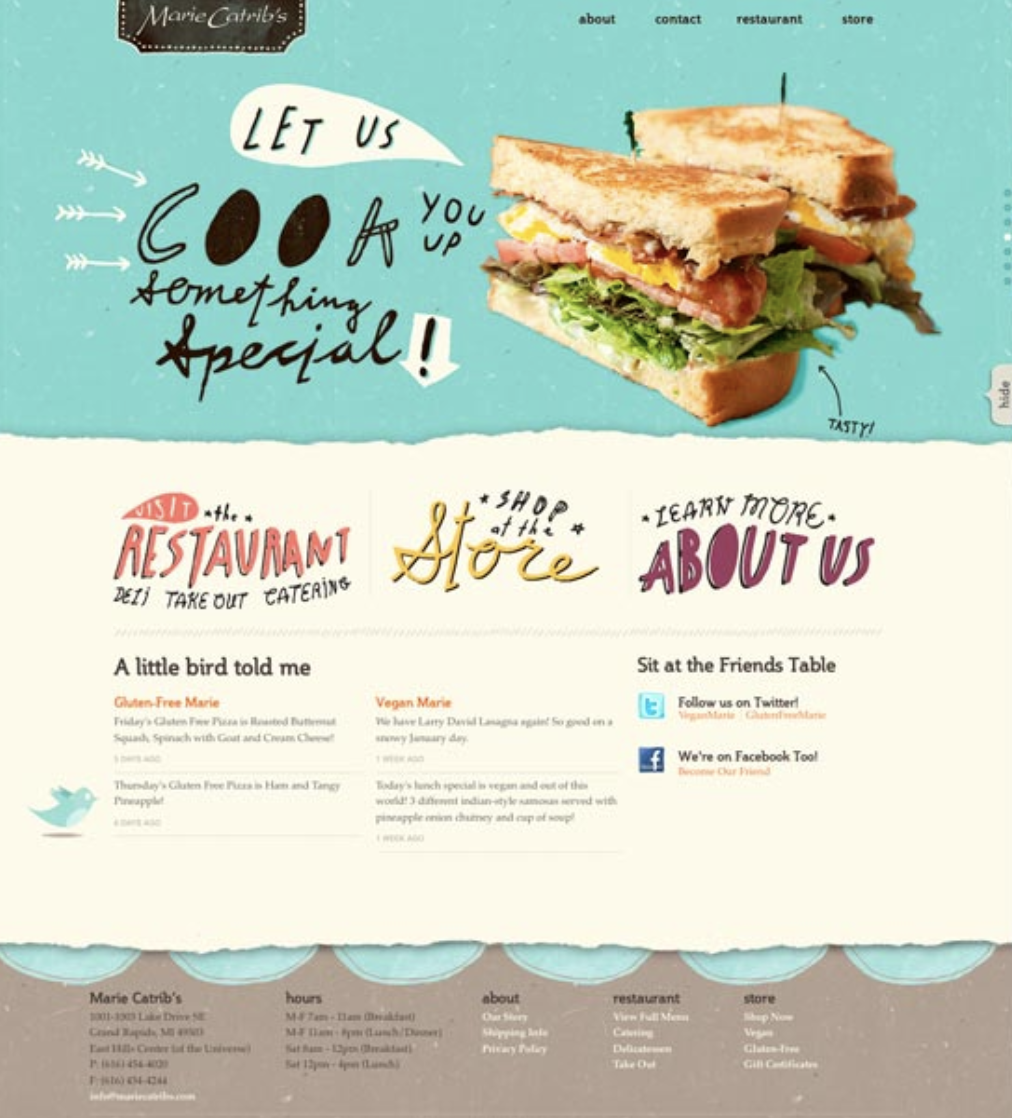 Marie Catrib's
about contact restaurant store
LET US
COOK YOU UP
something
Special!
TASTY!
hide
VISIT the
RESTAURANT
DELI TAKE OUT CATERING
SHOP
at the
Store
LEARN MORE
ABOUT US
A little bird told me
Gluten-Free Marie
Friday's Gluten Free Pizza is Roasted Butternut
Squash, Spinach with Goat and Cream Cheese!
5 DAYS AGO
Thursday's Gluten Free Pizza is Ham and Tangy
Pineapple!
6 DAYS AGO
Vegan Marie
We have Larry David Lasagna again! So good on a
snowy January day.
1 WEEK AGO
Today's lunch special is vegan and out of this
world! 3 different indian-style samosas served with
pineapple onion chutney and cup of soup!
1 WEEK AGO
Sit at the Friends Table
Follow us on Twitter!
VeganMarie | GlutenFreeMarie
We're on Facebook Too!
Become Our Friend
Marie Catrib's
1001-1003 Lake Drive SE
Grand Rapids, MI 49503
East Hills Center (of the Universe)
P: (616) 454-4020
F: (616) 454-4244
info@mariecatribs.com
hours
M-F 7am - 11am (Breakfast)
M-F 11am - 8pm (Lunch/Dinner)
Sat 8am - 12pm (Breakfast)
Sat 12pm - 4pm (Lunch)
about
Our Story
Shipping Info
Privacy Policy
restaurant
View Full Menu
Catering
Delicatessen
Take Out
store
Shop Now
Vegan
Gluten-Free
Gift Certificates